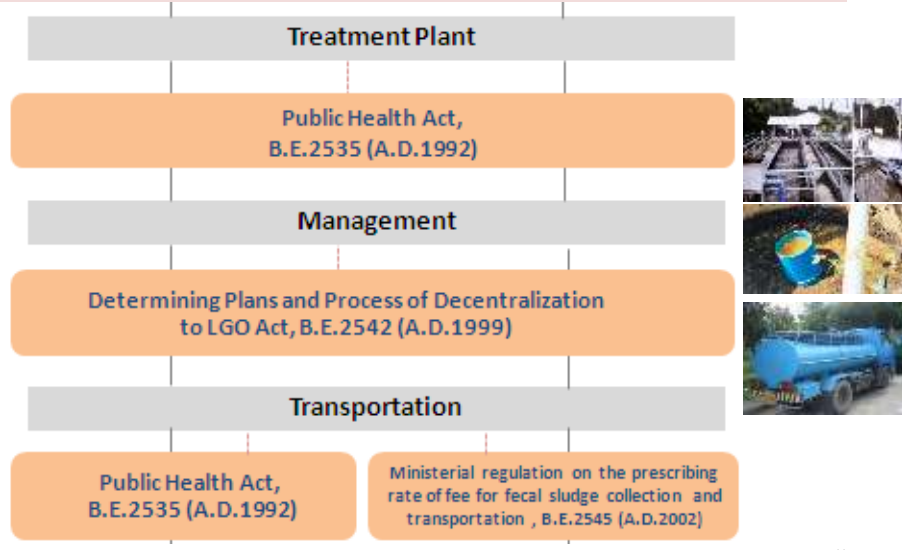 Treatment Plant
Public Health Act,
B.E.2535 (A.D.1992)
Management
Determining Plans and Process of Decentralization
to LGO Act, B.E.2542 (A.D.1999)
Transportation
Public Health Act,
B.E.2535 (A.D.1992)
Ministerial regulation on the prescribing
rate of fee for fecal sludge collection and
transportation , B.E.2545 (A.D.2002)